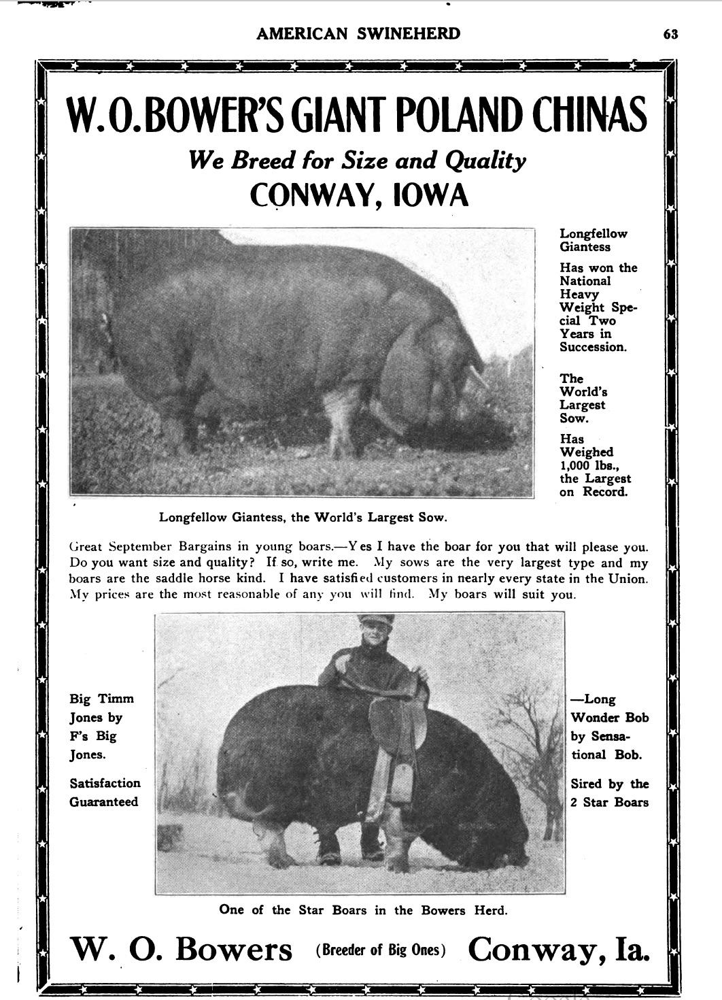 AMERICAN SWINEHERD
63
W. O. BOWER'S GIANT POLAND CHINAS
We Breed for Size and Quality
CONWAY, IOWA
Longfellow
Giantess
Has won the
National
Heavy
Weight Spe-
cial Two
Years in
Succession.
The
World's
Largest
Sow.
Has
Weighed
1,000 lbs.,
the Largest
on Record.
Longfellow Giantess, the World's Largest Sow.
Great September Bargains in young boars.—Yes I have the boar for you that will please you.
Do you want size and quality? If so, write me. My sows are the very largest type and my
boars are the saddle horse kind. I have satisfied customers in nearly every state in the Union.
My prices are the most reasonable of any you will find. My boars will suit you.
Big Timm
Jones by
F's Big
Jones.
Satisfaction
Guaranteed
—Long
Wonder Bob
by Sensa-
tional Bob.
Sired by the
2 Star Boars
One of the Star Boars in the Bowers Herd.
W. O. Bowers (Breeder of Big Ones) Conway, Ia.